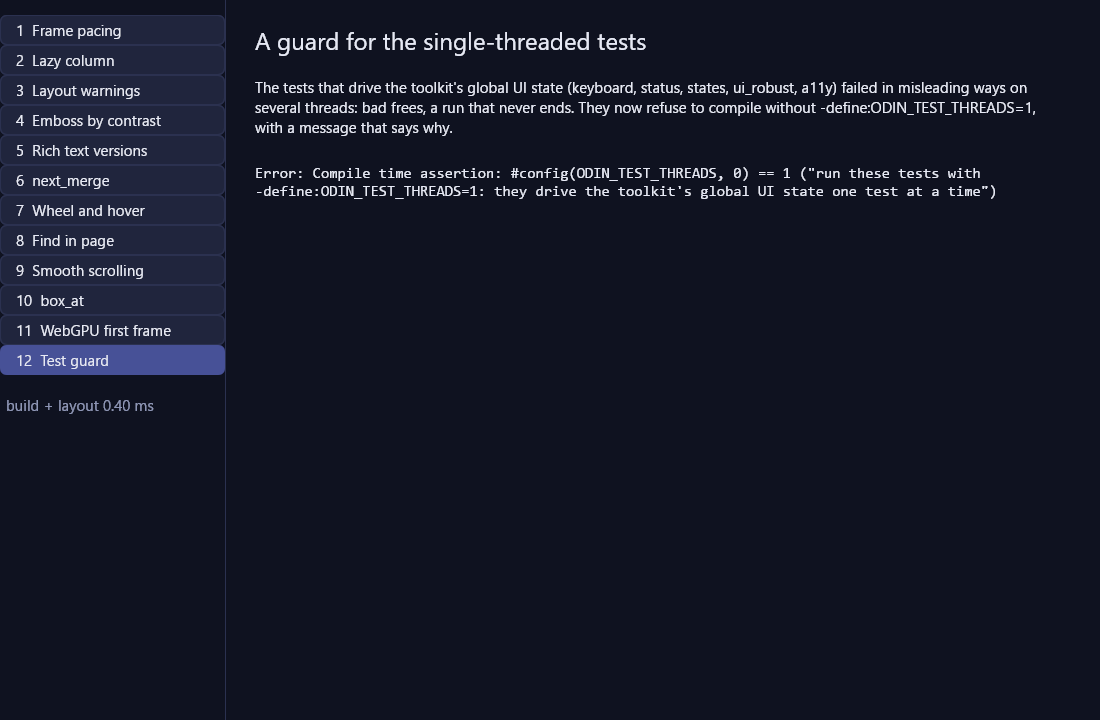 1 Frame pacing
2 Lazy column
3 Layout warnings
4 Emboss by contrast
5 Rich text versions
6 next_merge
7 Wheel and hover
8 Find in page
9 Smooth scrolling
10 box_at
11 WebGPU first frame
12 Test guard
build + layout 0.40 ms
A guard for the single-threaded tests
The tests that drive the toolkit's global UI state (keyboard, status, states, ui_robust, a11y) failed in misleading ways on
several threads: bad frees, a run that never ends. They now refuse to compile without -define:ODIN_TEST_THREADS=1,
with a message that says why.
Error: Compile time assertion: #config(ODIN_TEST_THREADS, 0) == 1 ("run these tests with
-define:ODIN_TEST_THREADS=1: they drive the toolkit's global UI state one test at a time")